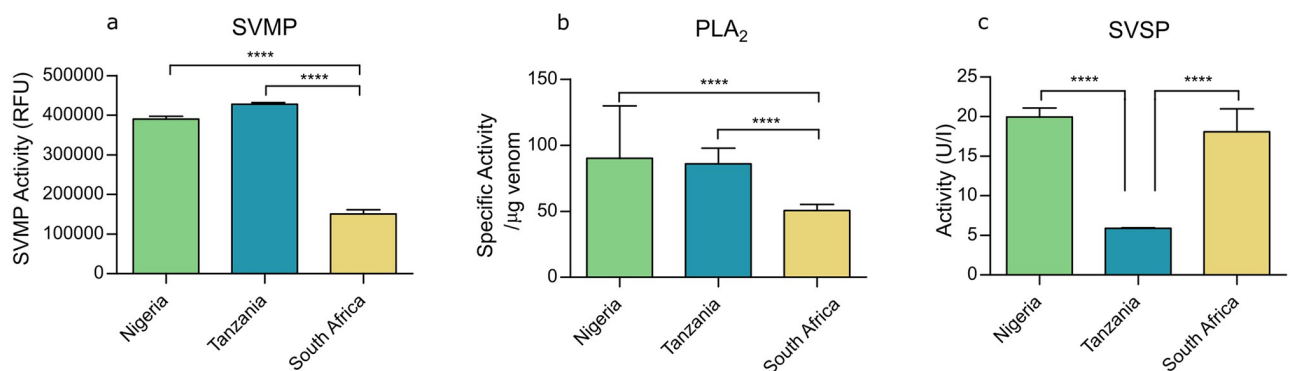 a
SVMP
****
****
500000
400000
300000
200000
100000
0
SVMP Activity (RFU)
Nigeria
Tanzania
South Africa
b
PLA₂
****
****
150
100
50
0
Specific Activity
/μg venom
Nigeria
Tanzania
South Africa
c
SVSP
****
****
25
20
15
10
5
0
Activity (U/l)
Nigeria
Tanzania
South Africa